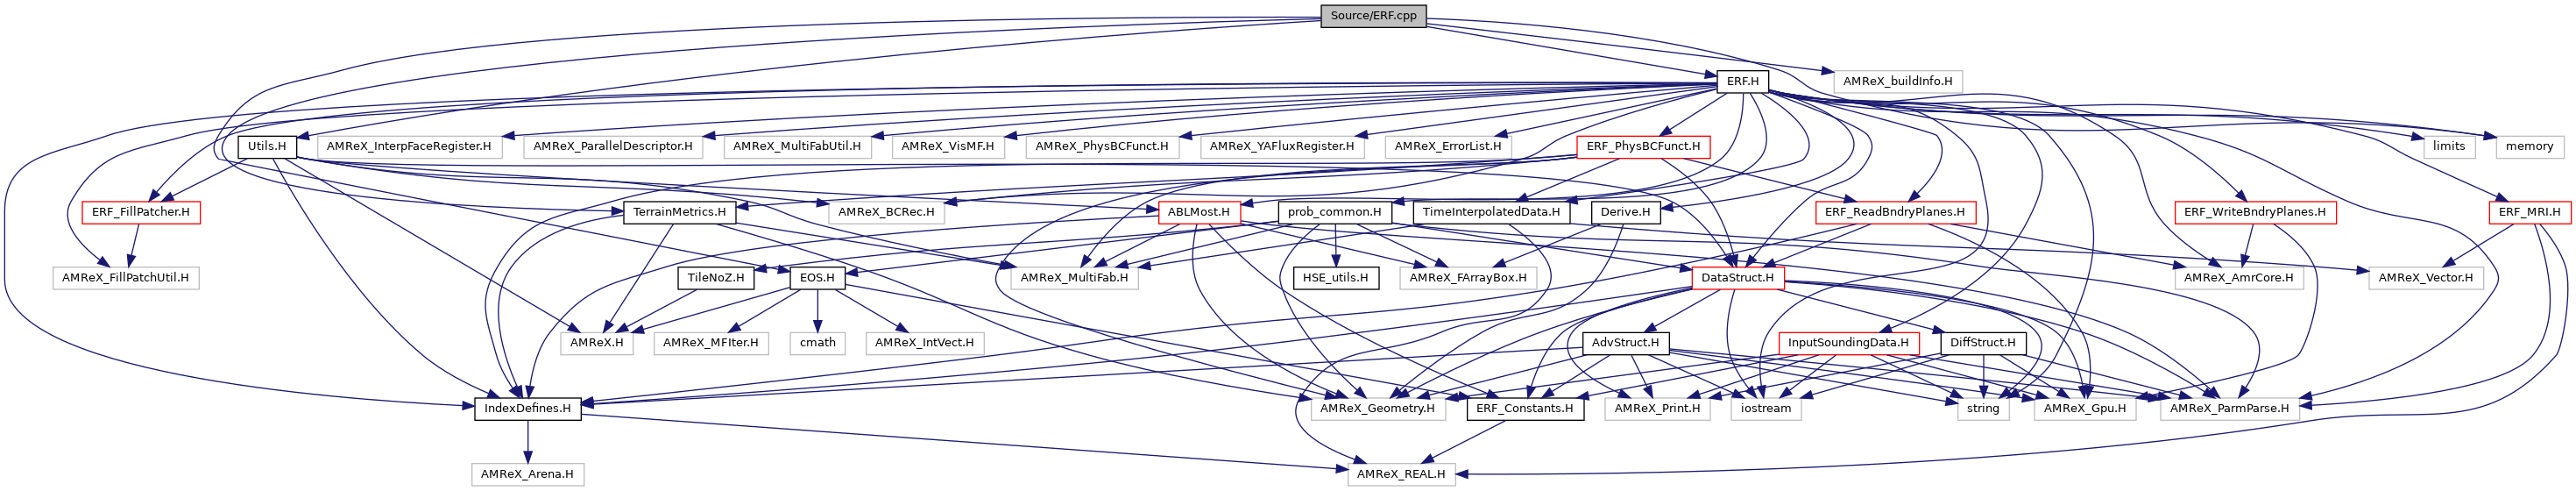 Source/ERF.cpp
ERF.H
AMReX_buildInfo.H
Utils.H
AMReX_InterpFaceRegister.H
AMReX_ParallelDescriptor.H
AMReX_MultiFabUtil.H
AMReX_VisMF.H
AMReX_PhysBCFunct.H
AMReX_YAFluxRegister.H
AMReX_ErrorList.H
ERF_PhysBCFunct.H
limits
memory
ERF_FillPatcher.H
TerrainMetrics.H
AMReX_BCRec.H
ABLMost.H
prob_common.H
TimeInterpolatedData.H
Derive.H
ERF_ReadBndryPlanes.H
ERF_WriteBndryPlanes.H
ERF_MRI.H
AMReX_FillPatchUtil.H
TileNoZ.H
EOS.H
AMReX_MultiFab.H
HSE_utils.H
AMReX_FArrayBox.H
DataStruct.H
AMReX_AmrCore.H
AMReX_Vector.H
AMReX.H
AMReX_MFIter.H
cmath
AMReX_IntVect.H
AdvStruct.H
InputSoundingData.H
DiffStruct.H
IndexDefines.H
AMReX_Geometry.H
ERF_Constants.H
AMReX_Print.H
iostream
string
AMReX_Gpu.H
AMReX_ParmParse.H
AMReX_Arena.H
AMReX_REAL.H